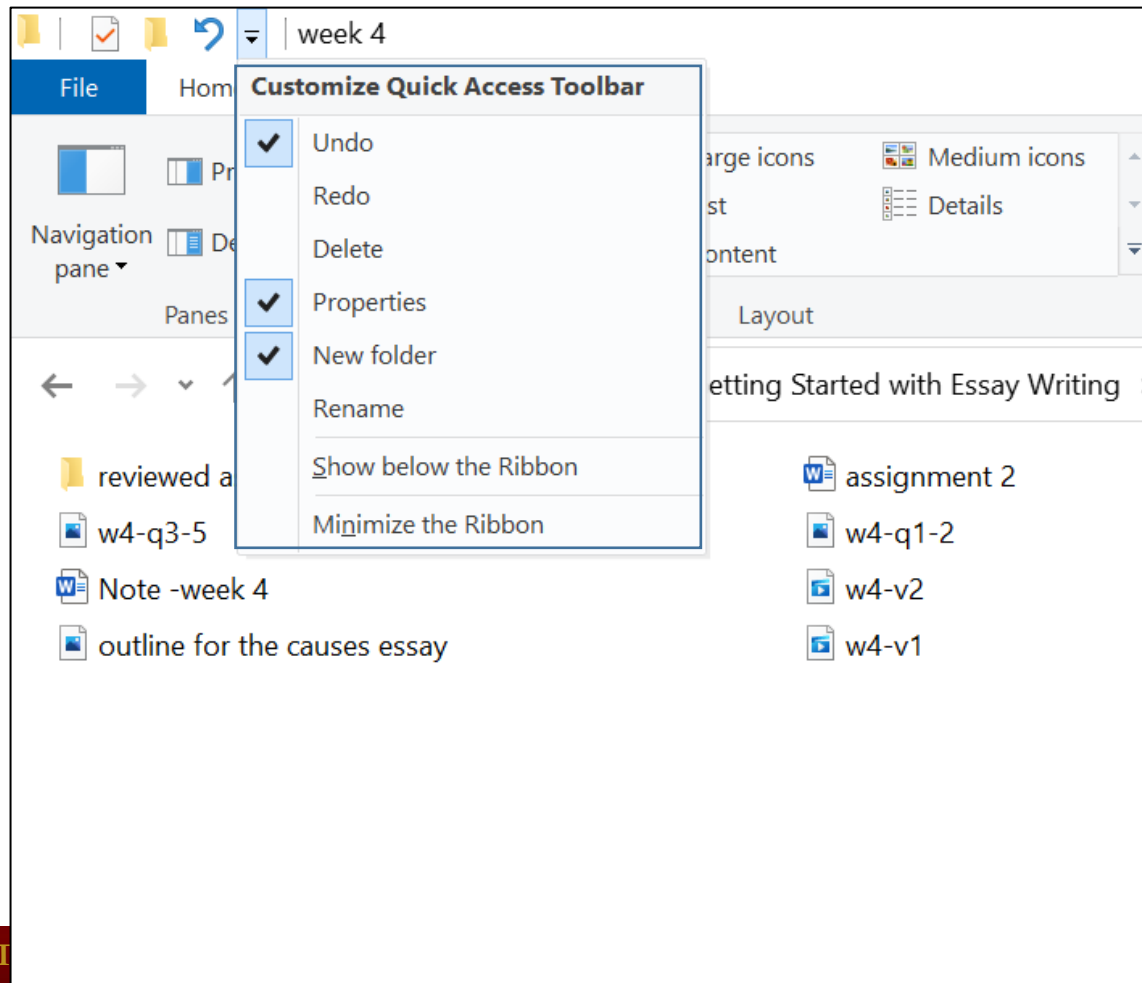 week 4
File Hom
Customize Quick Access Toolbar
Undo
Redo
Delete
Properties
New folder
Rename
Show below the Ribbon
Minimize the Ribbon
Pr
De
Navigation
pane
Panes
arge icons
Medium icons
st
Details
ontent
Layout
etting Started with Essay Writing
reviewed a
assignment 2
w4-q3-5
w4-q1-2
Note -week 4
w4-v2
outline for the causes essay
w4-v1